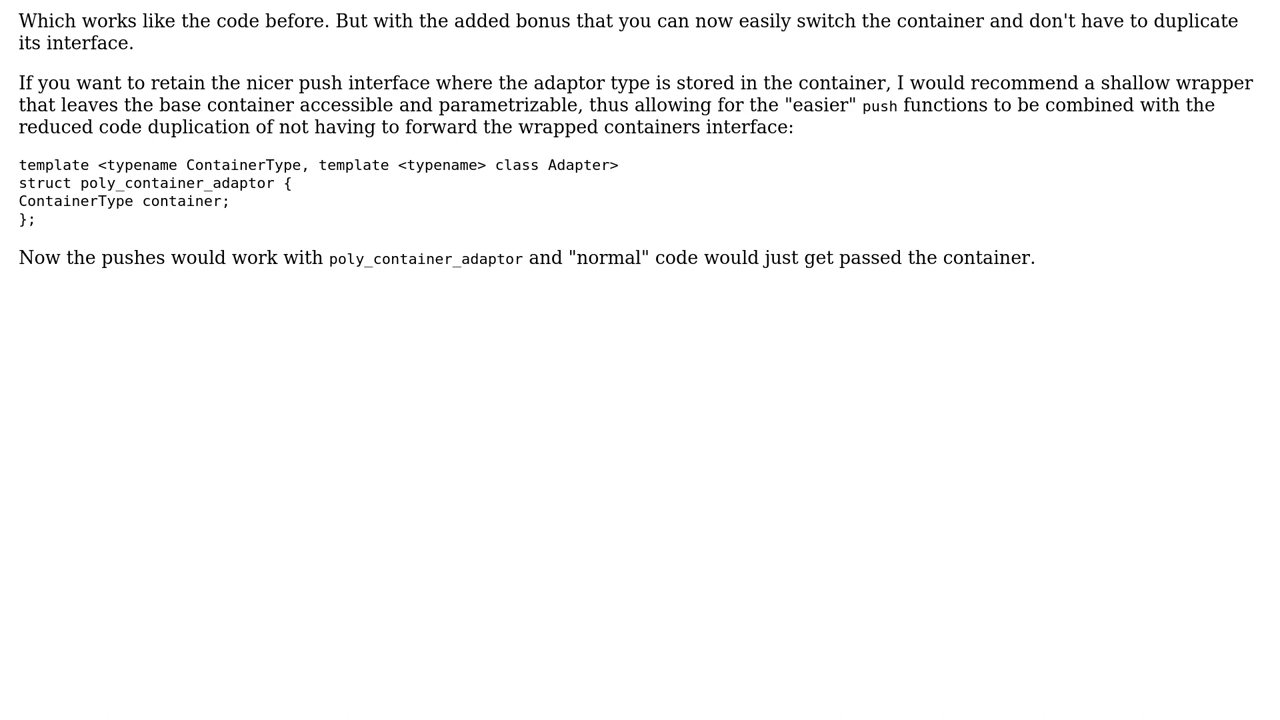 Which works like the code before. But with the added bonus that you can now easily switch the container and don't have to duplicate
its interface.
If you want to retain the nicer push interface where the adaptor type is stored in the container, I would recommend a shallow wrapper
that leaves the base container accessible and parametrizable, thus allowing for the "easier" push functions to be combined with the
reduced code duplication of not having to forward the wrapped containers interface:
template <typename ContainerType, template <typename> class Adapter>
struct poly_container_adaptor {
ContainerType container;
};
Now the pushes would work with poly_container_adaptor and "normal" code would just get passed the container.